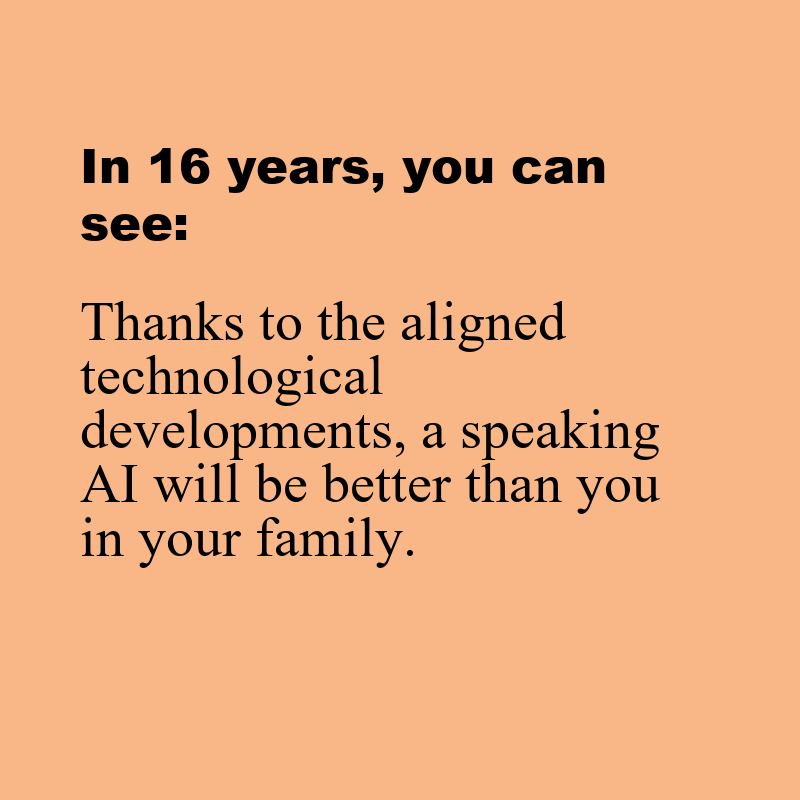 In 16 years, you can
see:
Thanks to the aligned
technological
developments, a speaking
AI will be better than you
in your family.